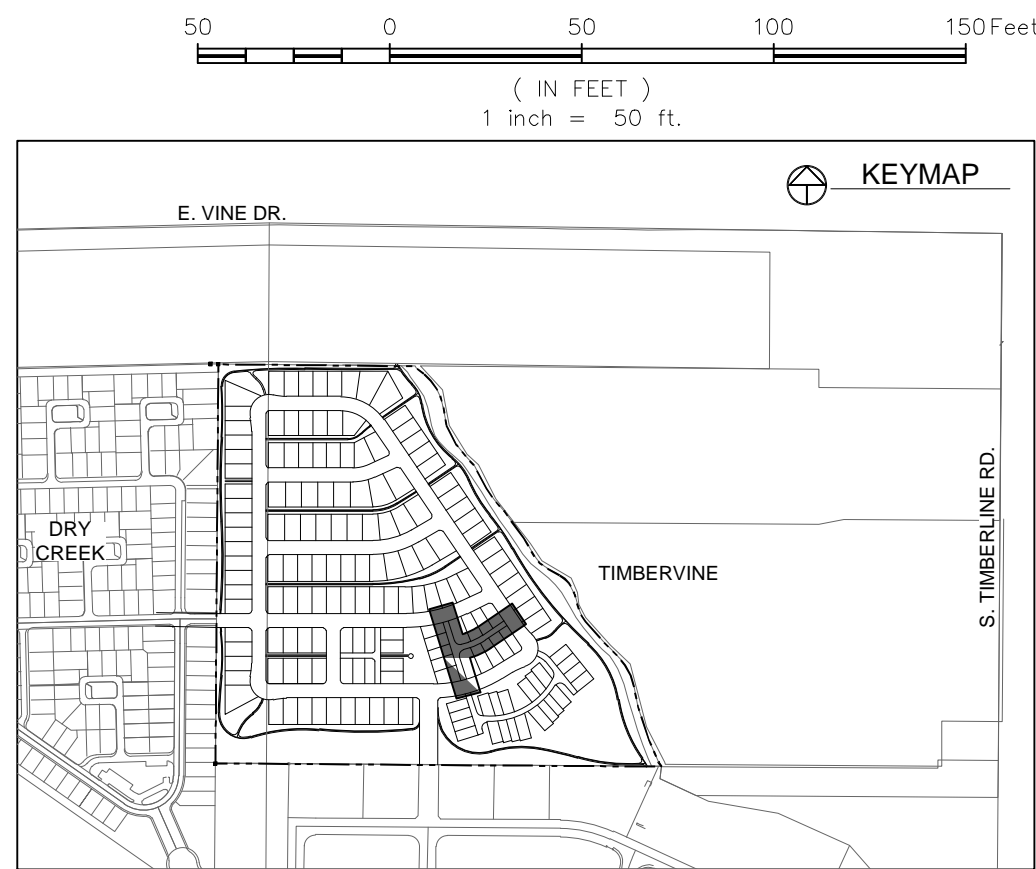 50 0 50 100 150 Feet
( IN FEET )
1 inch = 50 ft.
KEYMAP
E. VINE DR.
DRY
CREEK
TIMBERVINE
S. TIMBERLINE RD.